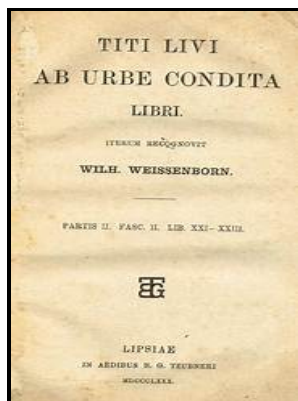 TITI LIVI
AB URBE CONDITA
LIBRI.
ITERUM RECOGNOVIT
WILH. WEISSENBORN.
PARTIS II. FASC. II. LIB. XXI–XXIII.
LIPSIAE
IN AEDIBUS B. G. TEUBNERI
MDCCCLXXX.